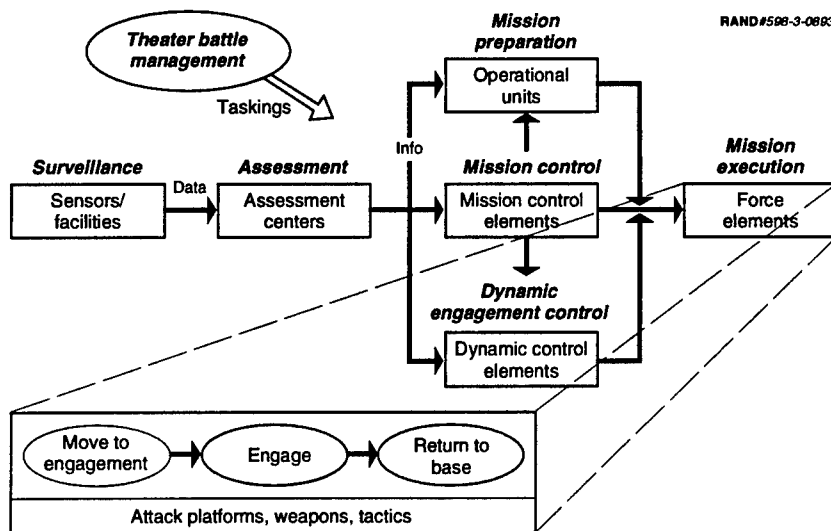 RAND#596-3-0893
Theater battle
management
Taskings
Mission
preparation
Operational
units
Info
Surveillance
Sensors/
facilities
Data
Assessment
Assessment
centers
Mission control
Mission control
elements
Mission
execution
Force
elements
Dynamic
engagement control
Dynamic control
elements
Move to
engagement
Engage
Return to
base
Attack platforms, weapons, tactics